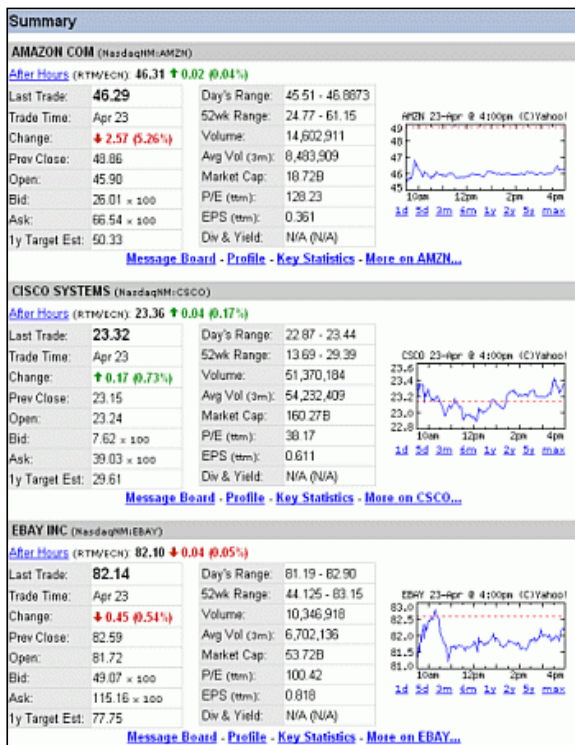 Summary
AMAZON COM (NasdaqNM:AMZN)
After Hours (RTM/ECN): 46.31 ↑ 0.02 (0.04%)
Last Trade: 46.29
Trade Time: Apr 23
Change: ↓ 2.57 (5.26%)
Prev Close: 48.86
Open: 45.90
Bid: 26.01 x 100
Ask: 66.54 x 100
1y Target Est: 50.33
Day's Range: 45.51 - 46.8873
52wk Range: 24.77 - 61.15
Volume: 14,602,911
Avg Vol (3m): 8,483,909
Market Cap: 18.72B
P/E (ttm): 128.23
EPS (ttm): 0.361
Div & Yield: N/A (N/A)
AMZN 23-Apr @ 4:00pm (C)Yahoo!
49
48
47
46
45
10am 12pm 2pm 4pm
1d 5d 3m 6m 1y 2y 5y max
Message Board - Profile - Key Statistics - More on AMZN...
CISCO SYSTEMS (NasdaqNM:CSCO)
After Hours (RTM/ECN): 23.36 ↑ 0.04 (0.17%)
Last Trade: 23.32
Trade Time: Apr 23
Change: ↑ 0.17 (0.73%)
Prev Close: 23.15
Open: 23.24
Bid: 7.62 x 100
Ask: 39.03 x 100
1y Target Est: 29.61
Day's Range: 22.87 - 23.44
52wk Range: 13.69 - 29.39
Volume: 51,370,184
Avg Vol (3m): 54,232,409
Market Cap: 160.27B
P/E (ttm): 38.17
EPS (ttm): 0.611
Div & Yield: N/A (N/A)
CSCO 23-Apr @ 4:00pm (C)Yahoo!
23.6
23.4
23.2
23.0
22.8
10am 12pm 2pm 4pm
1d 5d 3m 6m 1y 2y 5y max
Message Board - Profile - Key Statistics - More on CSCO...
EBAY INC (NasdaqNM:EBAY)
After Hours (RTM/ECN): 82.10 ↓ 0.04 (0.05%)
Last Trade: 82.14
Trade Time: Apr 23
Change: ↓ 0.45 (0.54%)
Prev Close: 82.59
Open: 81.72
Bid: 49.07 x 100
Ask: 115.16 x 100
1y Target Est: 77.75
Day's Range: 81.19 - 82.90
52wk Range: 44.125 - 83.15
Volume: 10,346,918
Avg Vol (3m): 6,702,136
Market Cap: 53.72B
P/E (ttm): 100.42
EPS (ttm): 0.818
Div & Yield: N/A (N/A)
EBAY 23-Apr @ 4:00pm (C)Yahoo!
83.0
82.5
82.0
81.5
81.0
10am 12pm 2pm 4pm
1d 5d 3m 6m 1y 2y 5y max
Message Board - Profile - Key Statistics - More on EBAY...